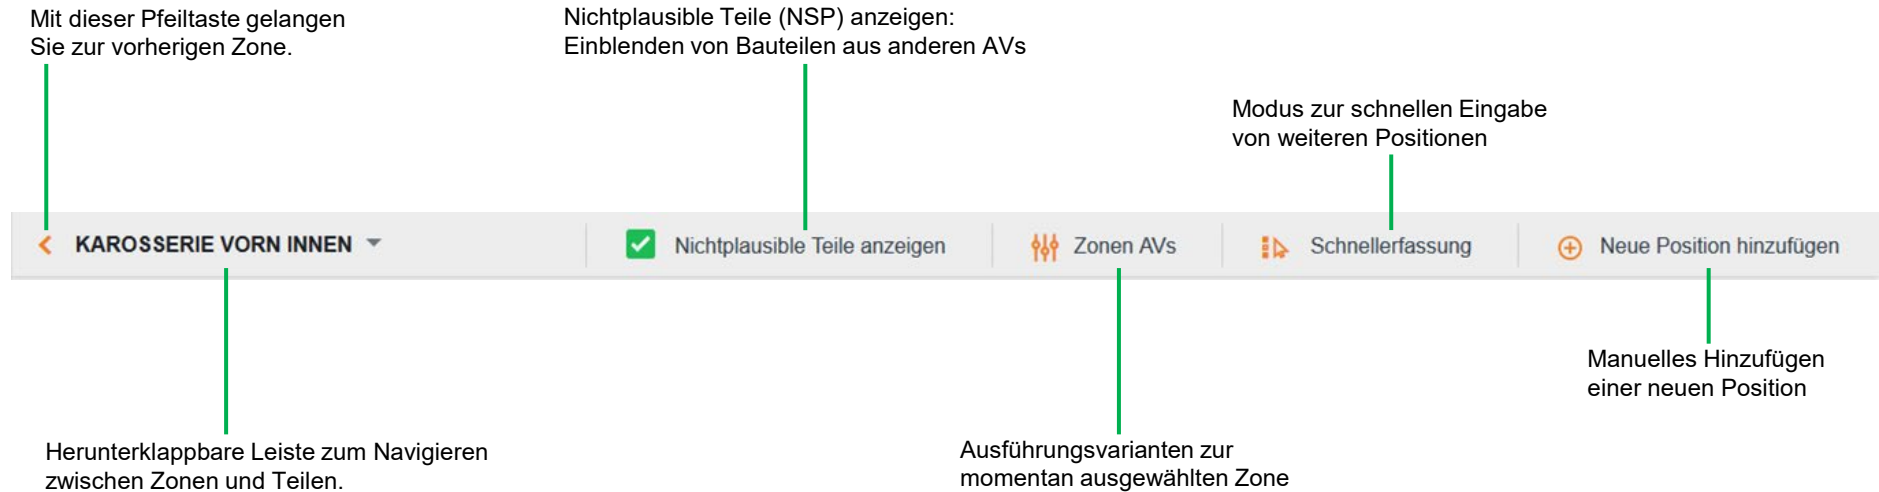 Mit dieser Pfeiltaste gelangen
Sie zur vorherigen Zone.
Nichtplausible Teile (NSP) anzeigen:
Einblenden von Bauteilen aus anderen AVs
Modus zur schnellen Eingabe
von weiteren Positionen
KAROSSERIE VORN INNEN
Nichtplausible Teile anzeigen
Zonen AVs
Schnellerfassung
Neue Position hinzufügen
Manuelles Hinzufügen
einer neuen Position
Herunterklappbare Leiste zum Navigieren
zwischen Zonen und Teilen.
Ausführungsvarianten zur
momentan ausgewählten Zone